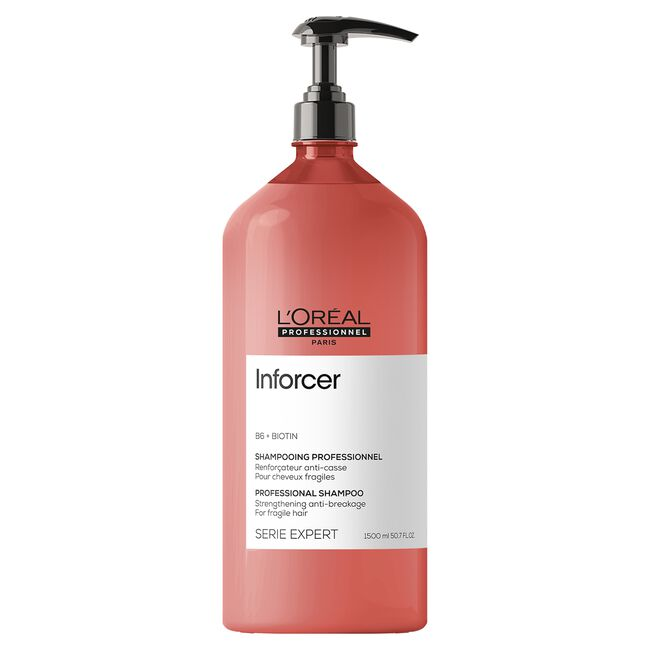 L'ORÉAL
PROFESSIONNEL
PARIS
Inforcer
B6 + BIOTIN
SHAMPOOING PROFESSIONNEL
Renforçateur anti-casse
Pour cheveux fragiles
PROFESSIONAL SHAMPOO
Strengthening anti-breakage
For fragile hair
SERIE EXPERT 1500 ml 50.7 FL.OZ.